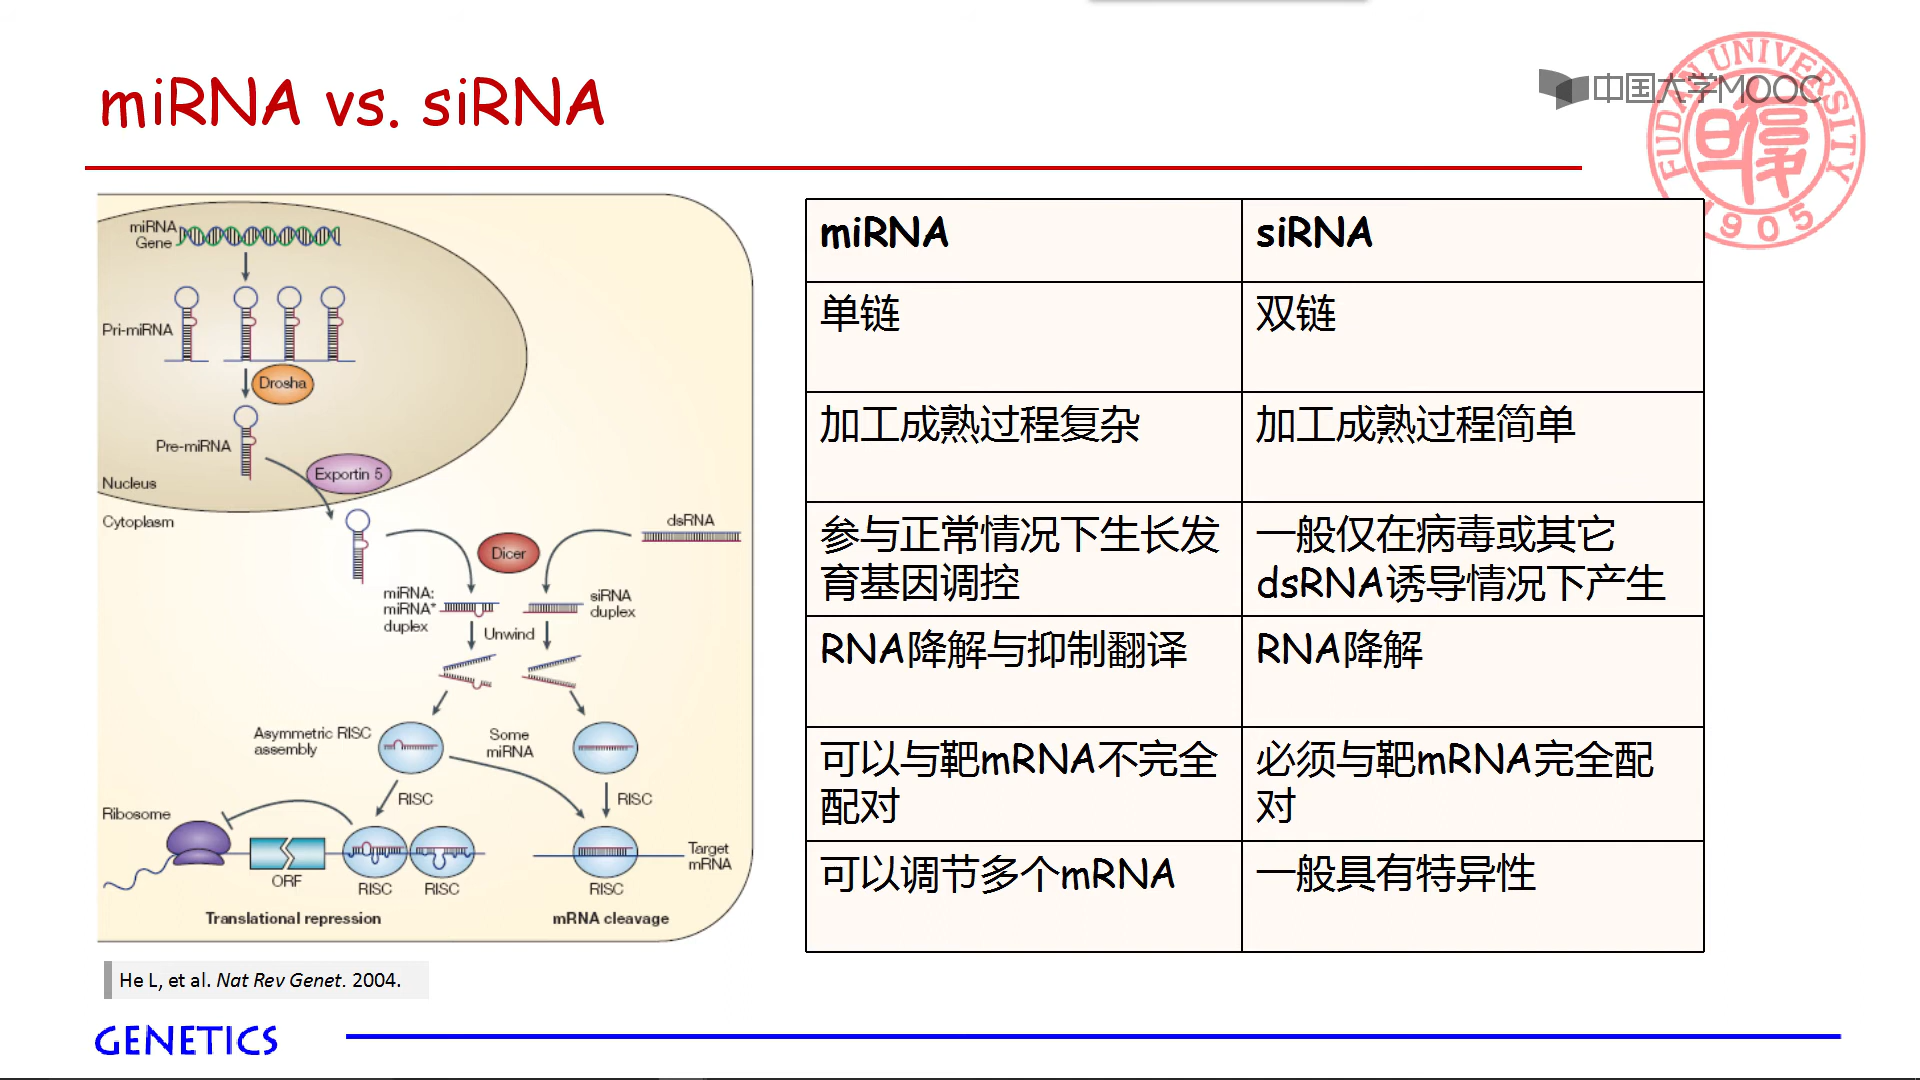 miRNA vs. siRNA
中国大学MOOC
FUDAN UNIVERSITY
1905
miRNA
Gene
Pri-miRNA
Drosha
Pre-miRNA
Exportin 5
Nucleus
Cytoplasm
dsRNA
Dicer
miRNA:
miRNA*
duplex
siRNA
duplex
Unwind
Asymmetric RISC
assembly
Some
miRNA
RISC
RISC
Ribosome
Target
mRNA
ORF
RISC
RISC
RISC
Translational repression
mRNA cleavage
miRNA
siRNA
单链
双链
加工成熟过程复杂
加工成熟过程简单
参与正常情况下生长发
育基因调控
一般仅在病毒或其它
dsRNA诱导情况下产生
RNA降解与抑制翻译
RNA降解
可以与靶mRNA不完全
配对
必须与靶mRNA完全配
对
可以调节多个mRNA
一般具有特异性
He L, et al. Nat Rev Genet. 2004.
GENETICS